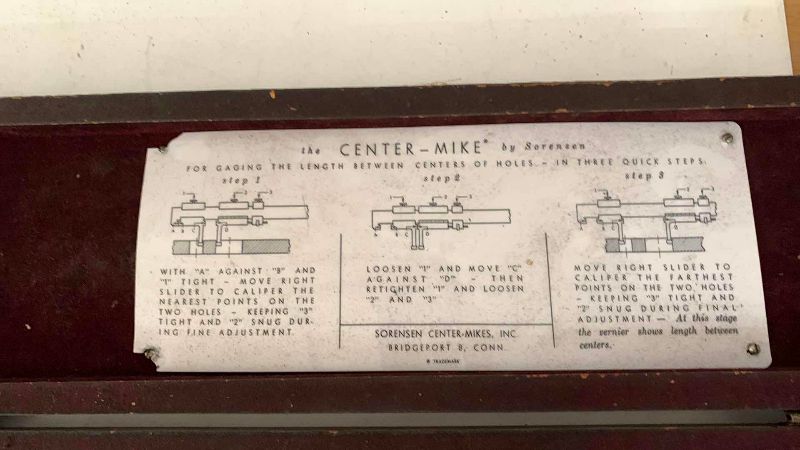 the CENTER–MIKE® by Sorensen
FOR GAGING THE LENGTH BETWEEN CENTERS OF HOLES – IN THREE QUICK STEPS.
step 1
WITH "A" AGAINST "B" AND
"1" TIGHT – MOVE RIGHT
SLIDER TO CALIPER THE
NEAREST POINTS ON THE
TWO HOLES – KEEPING "3"
TIGHT AND "2" SNUG DUR-
ING FINE ADJUSTMENT.
step 2
LOOSEN "1" AND MOVE "C"
AGAINST "D" – THEN
RETIGHTEN "1" AND LOOSEN
"2" AND "3"
SORENSEN CENTER-MIKES, INC.
BRIDGEPORT 8, CONN.
® TRADEMARK
step 3
MOVE RIGHT SLIDER TO
CALIPER THE FARTHEST
POINTS ON THE TWO HOLES
– KEEPING "3" TIGHT AND
"2" SNUG DURING FINAL
ADJUSTMENT — At this stage
the vernier shows length between
centers.